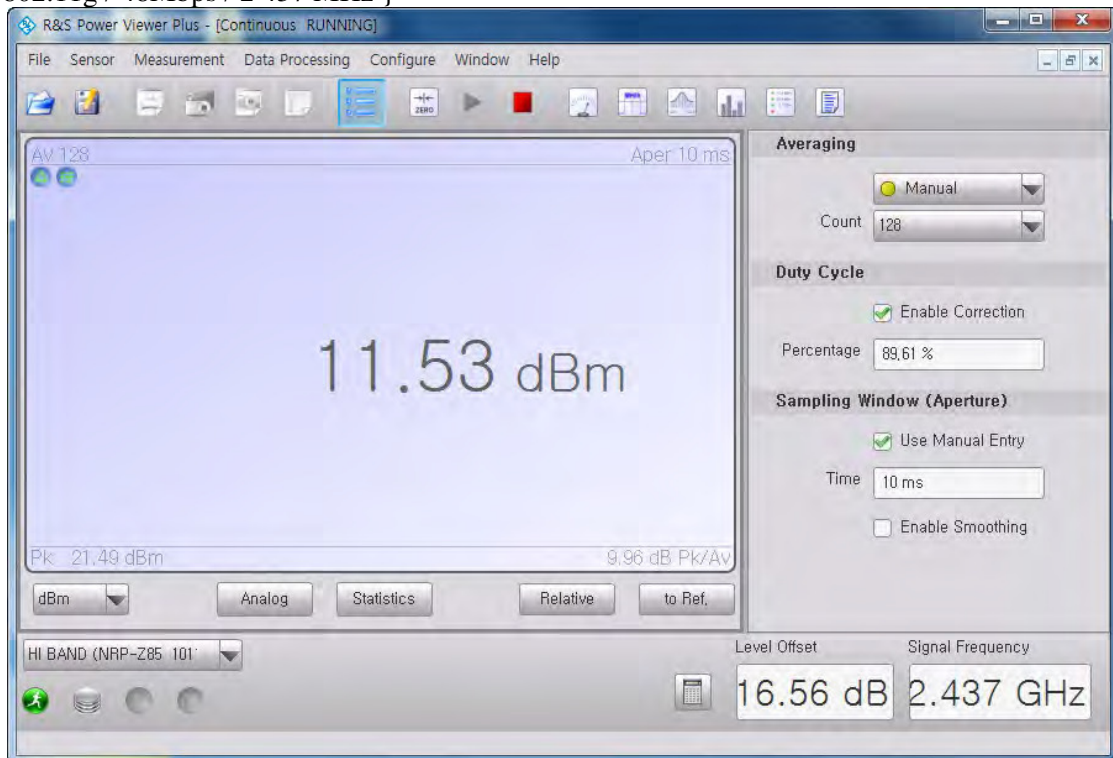 R&S Power Viewer Plus - [Continuous RUNNING]
File Sensor Measurement Data Processing Configure Window Help
ZERO
AV 128 Aper 10 ms
11.53 dBm
Pk 21.49 dBm 9.96 dB Pk/Av
dBm Analog Statistics Relative to Ref.
Averaging
Manual
Count 128
Duty Cycle
Enable Correction
Percentage 89,61 %
Sampling Window (Aperture)
Use Manual Entry
Time 10 ms
Enable Smoothing
HI BAND (NRP-Z85 101
Level Offset Signal Frequency
16.56 dB 2.437 GHz